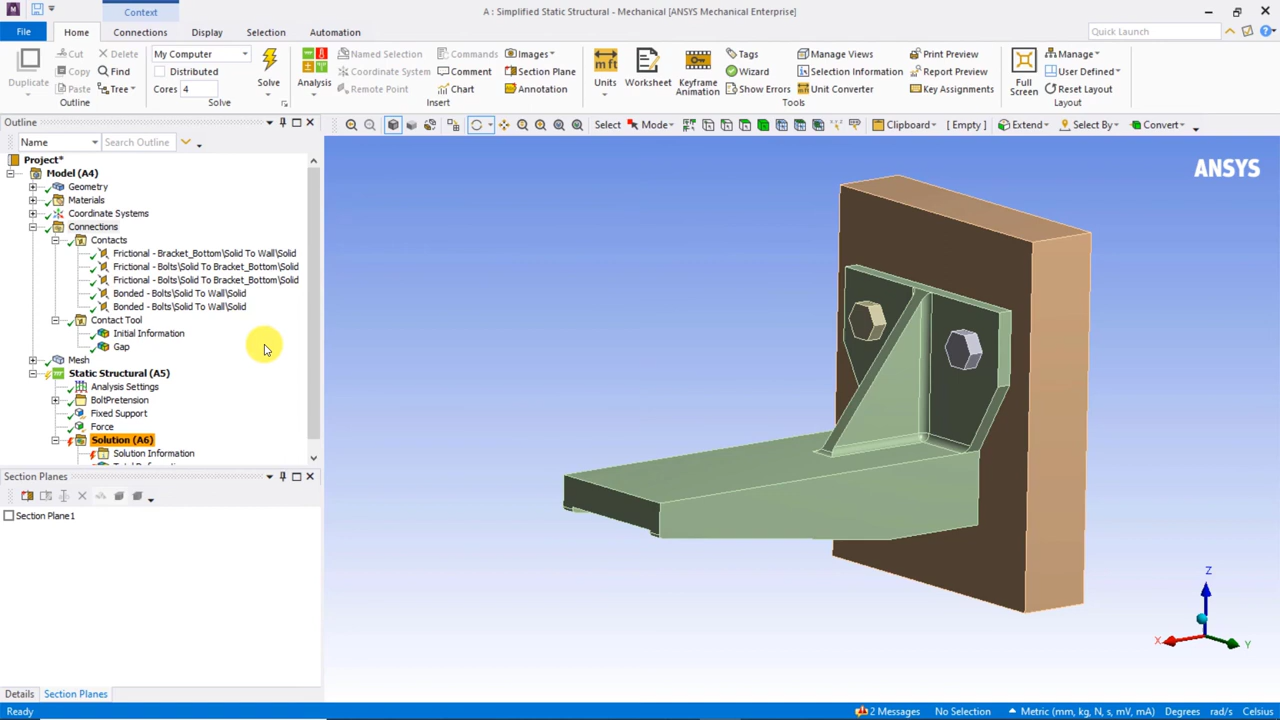 Context
A : Simplified Static Structural - Mechanical [ANSYS Mechanical Enterprise]
File
Home
Connections
Display
Selection
Automation
Quick Launch
Duplicate
Cut
Copy
Paste
Delete
Find
Tree
Outline
My Computer
Distributed
Cores 4
Solve
Solve
Analysis
Named Selection
Coordinate System
Remote Point
Commands
Comment
Chart
Images
Section Plane
Annotation
Insert
Units
Worksheet
Keyframe
Animation
Tags
Wizard
Show Errors
Manage Views
Selection Information
Unit Converter
Print Preview
Report Preview
Key Assignments
Tools
Full
Screen
Manage
User Defined
Reset Layout
Layout
Outline
Select
Mode
Clipboard
[ Empty ]
Extend
Select By
Convert
Name
Search Outline
Project*
Model (A4)
Geometry
Materials
Coordinate Systems
Connections
Contacts
Frictional - Bracket_Bottom\Solid To Wall\Solid
Frictional - Bolts\Solid To Bracket_Bottom\Solid
Frictional - Bolts\Solid To Bracket_Bottom\Solid
Bonded - Bolts\Solid To Wall\Solid
Bonded - Bolts\Solid To Wall\Solid
Contact Tool
Initial Information
Gap
Mesh
Static Structural (A5)
Analysis Settings
BoltPretension
Fixed Support
Force
Solution (A6)
Solution Information
ANSYS
Section Planes
Section Plane1
Z
X
Y
Details
Section Planes
Ready
2 Messages
No Selection
Metric (mm, kg, N, s, mV, mA)
Degrees
rad/s
Celsius